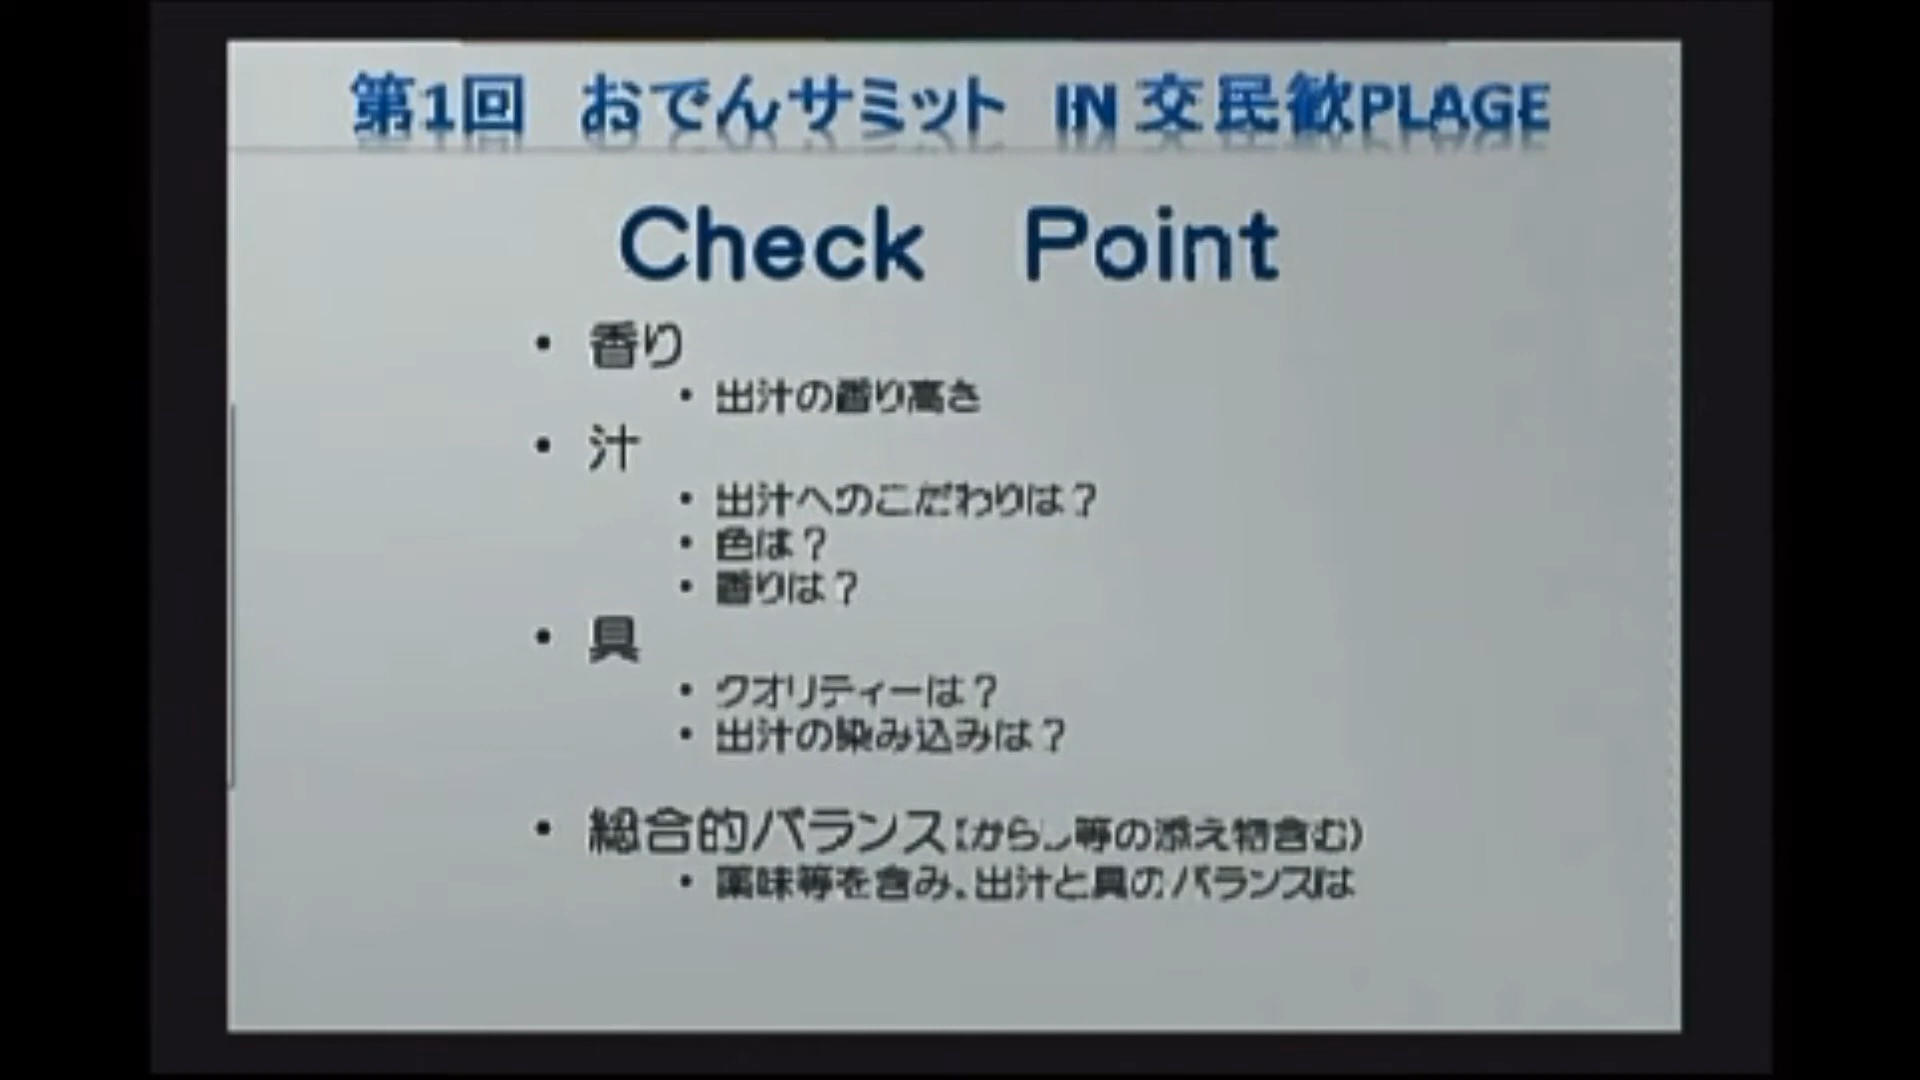 第1回　おでんサミット　IN 交民歓PLAGE
Check　Point
・ 香り
・ 出汁の香り高き
・ 汁
・ 出汁へのこだわりは？
・ 色は？
・ 香りは？
・ 具
・ クオリティーは？
・ 出汁の染み込みは？
・ 総合的バランス（からし等の添え物含む）
・ 薬味等を含み、出汁と具のバランスは